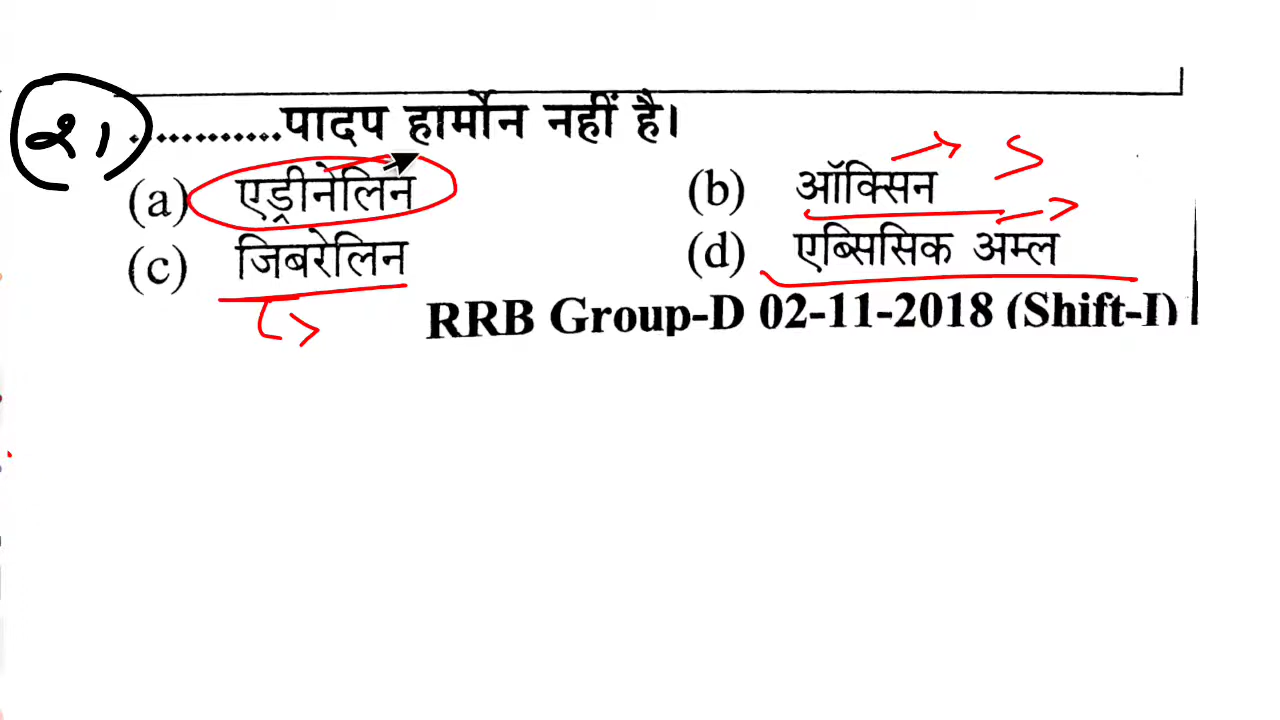 २१ ............पादप हार्मोन नहीं है।
(a) एड्रीनेलिन (b) ऑक्सिन
(c) जिबरेलिन (d) एब्सिसिक अम्ल
RRB Group-D 02-11-2018 (Shift-I)